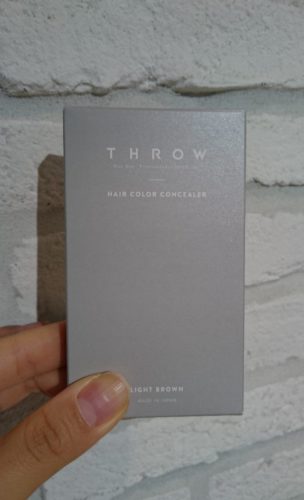 THROW
HAIR COLOR CONCEALER
LIGHT BROWN
MADE IN JAPAN